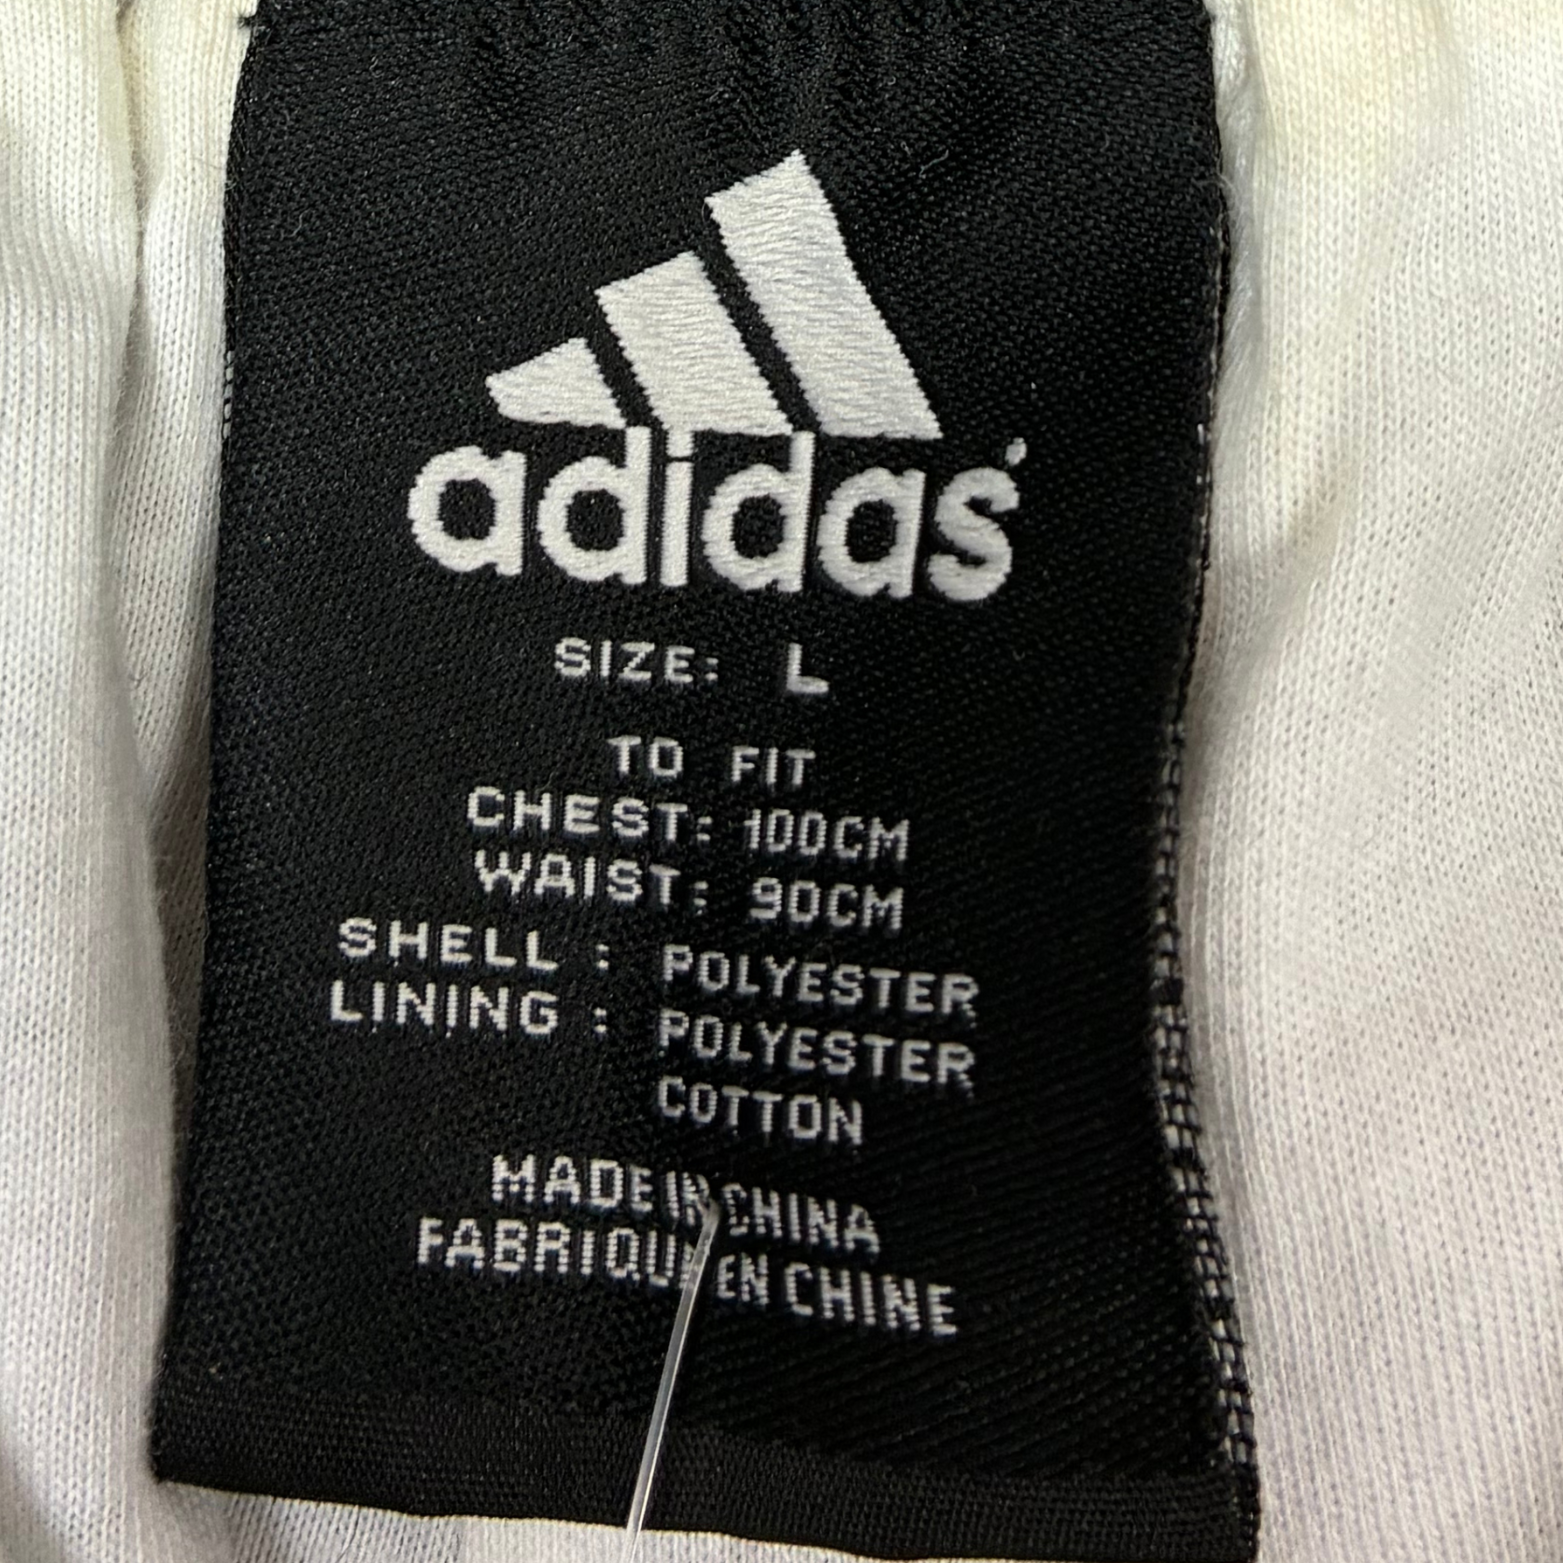 adidas
SIZE: L
TO FIT
CHEST: 100CM
WAIST: 90CM
SHELL : POLYESTER
LINING : POLYESTER
COTTON
MADE IN CHINA
FABRIQUE EN CHINE